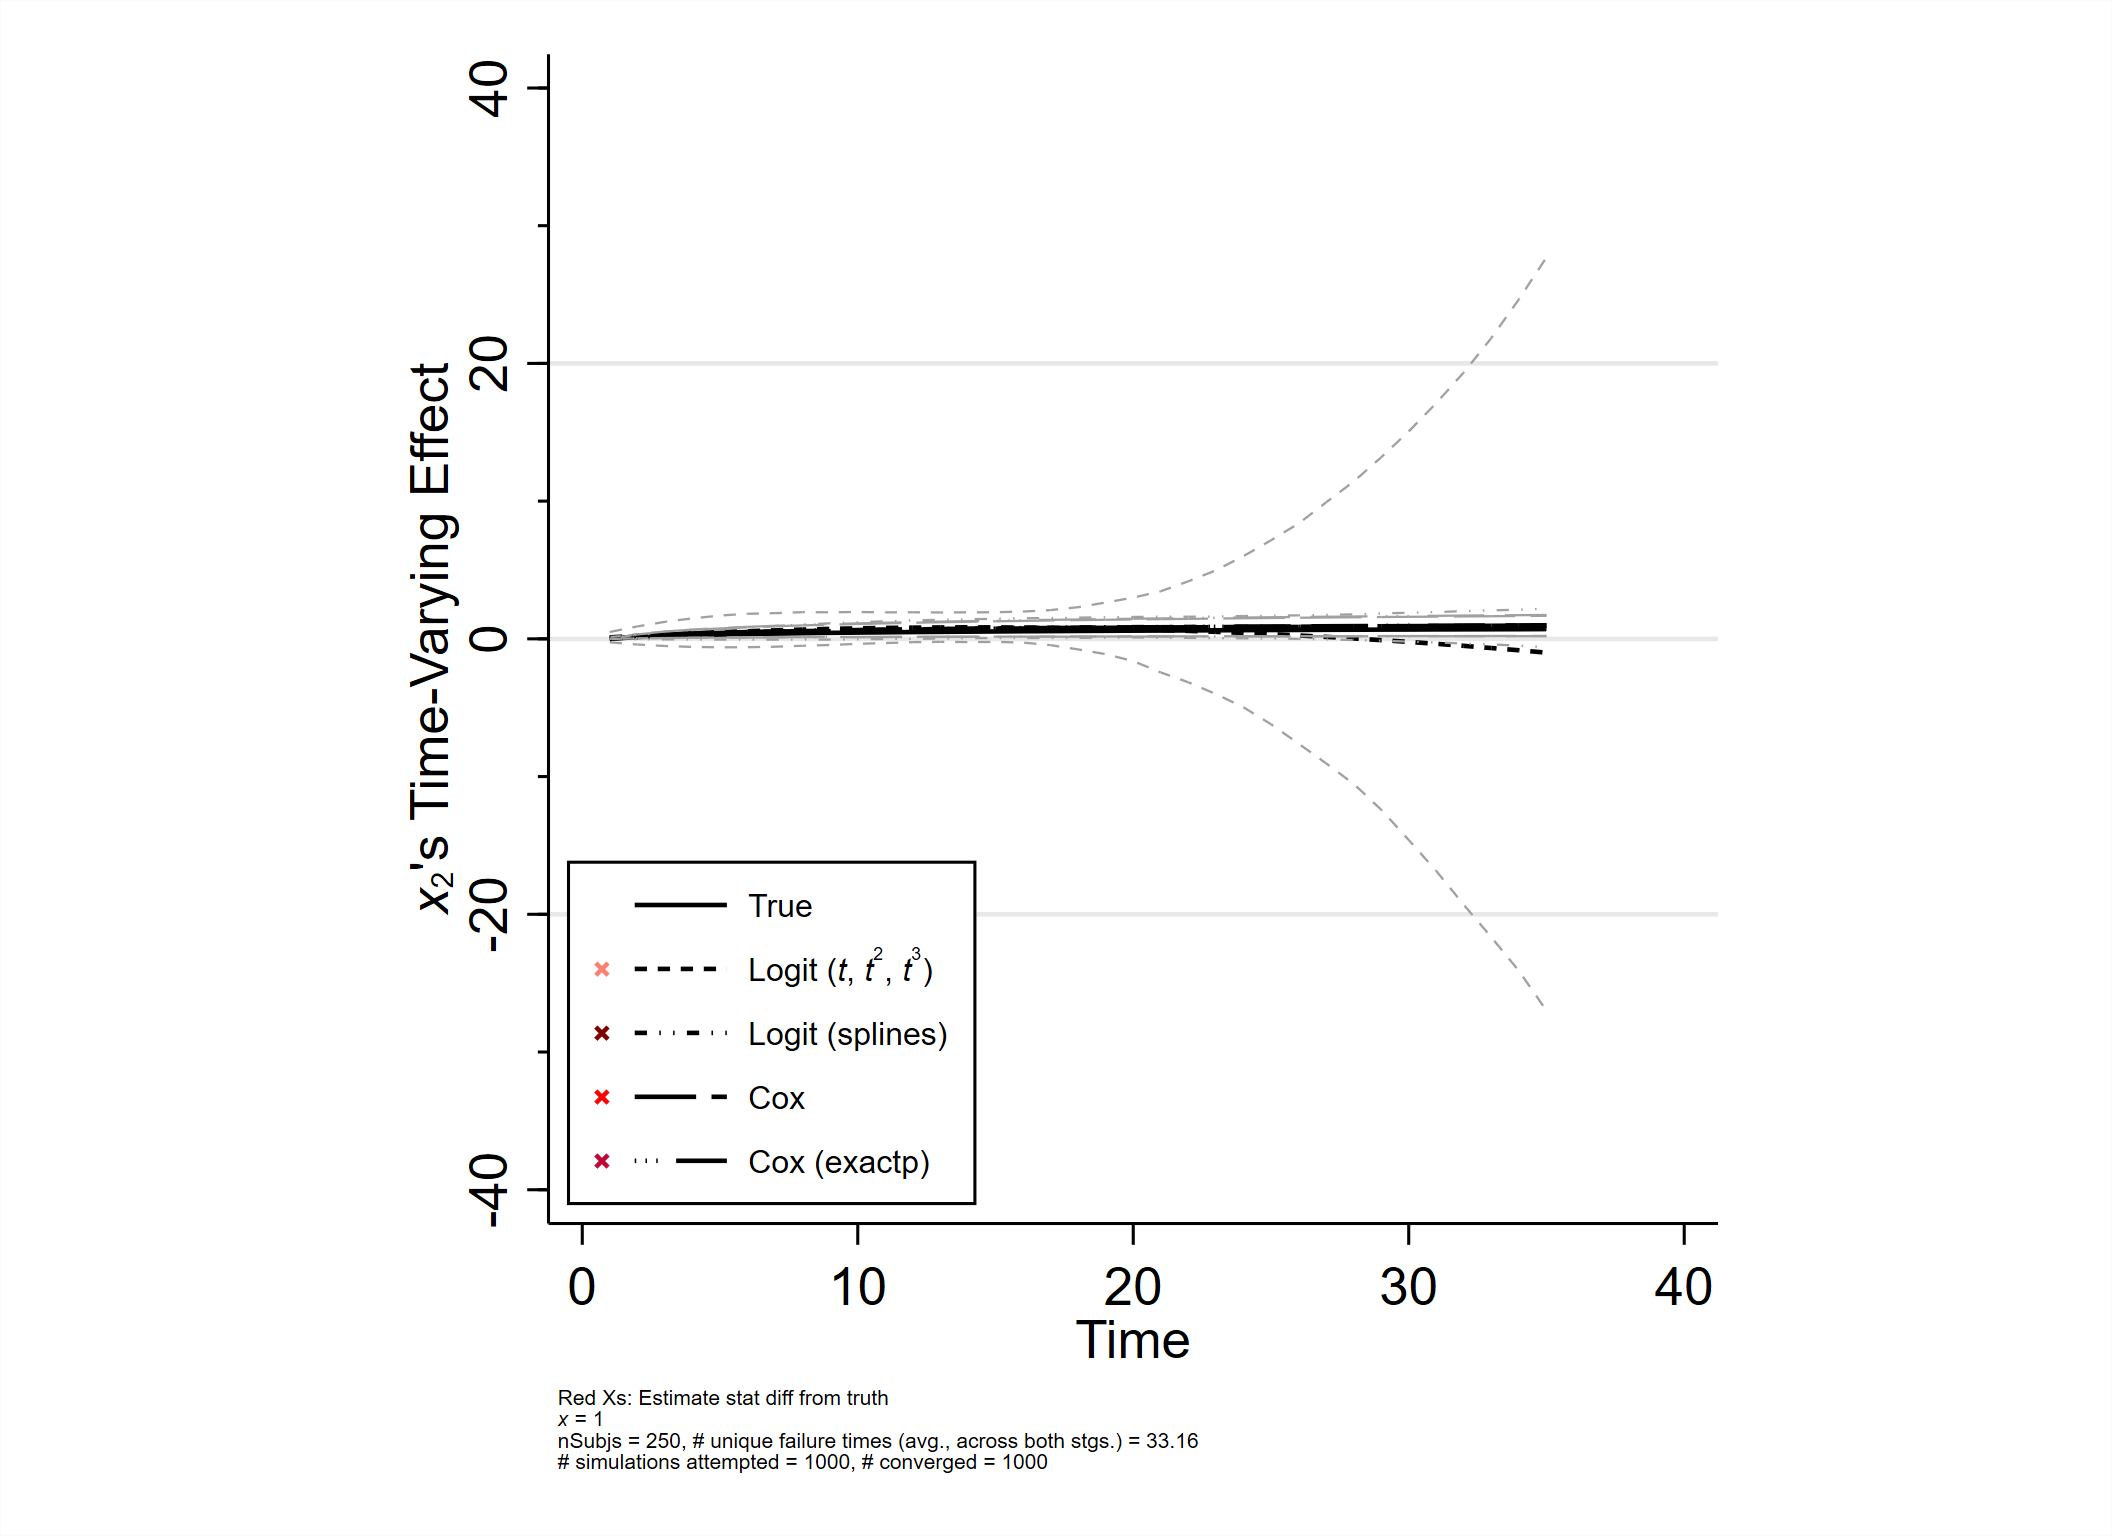 x₂'s Time-Varying Effect
40
20
0
-20
-40
True
Logit (t, t², t³)
Logit (splines)
Cox
Cox (exactp)
0 10 20 30 40
Time
Red Xs: Estimate stat diff from truth
x = 1
nSubjs = 250, # unique failure times (avg., across both stgs.) = 33.16
# simulations attempted = 1000, # converged = 1000